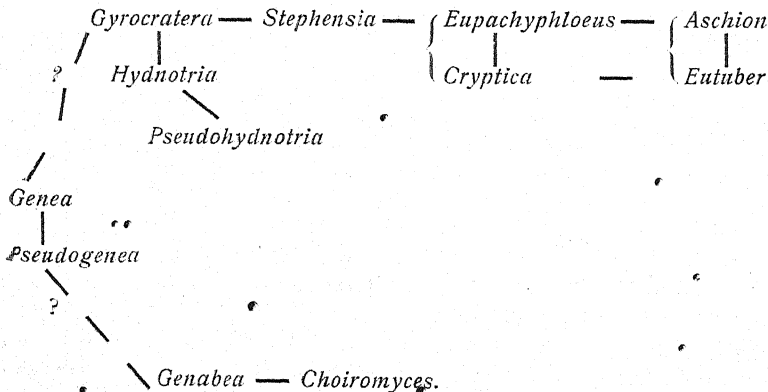 Gyrocratera — Stephensia — Eupachyphloeus — Aschion
? Hydnotria Cryptica — Eutuber
Pseudohydnotria
Genea
Pseudogenea
?
Genabea — Choiromyces.